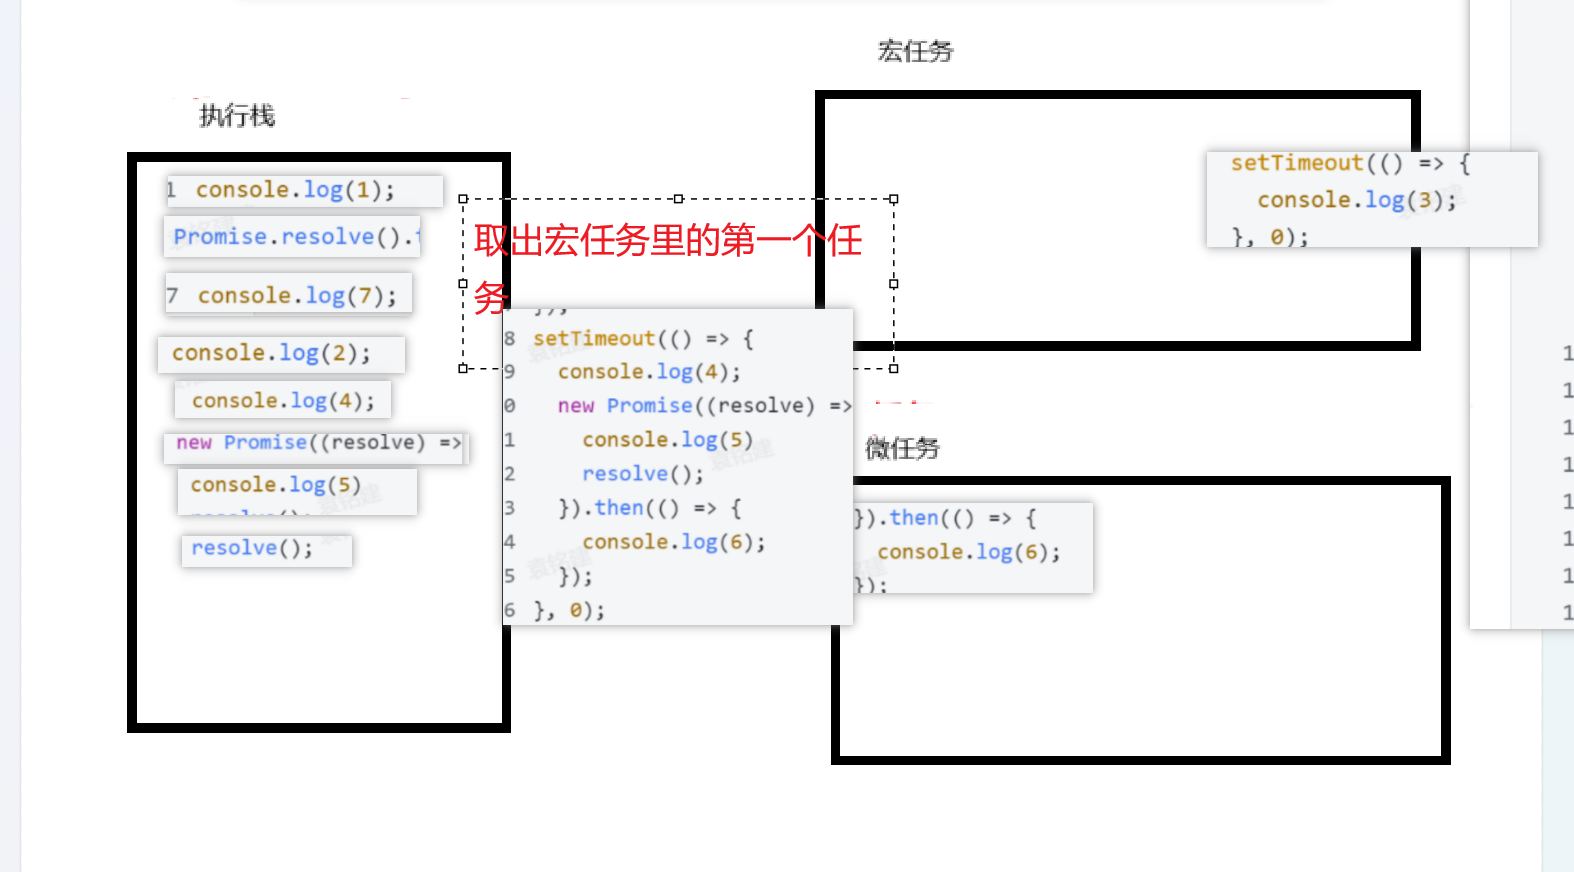 宏任务
执行栈
1 console.log(1);
Promise.resolve().
7 console.log(7);
console.log(2);
console.log(4);
new Promise((resolve) =>
console.log(5)
resolve();
取出宏任务里的第一个任
务
setTimeout(() => {
console.log(3);
}, 0);
8 setTimeout(() => {
9 console.log(4);
0 new Promise((resolve) =>
1 console.log(5)
2 resolve();
3 }).then(() => {
4 console.log(6);
5 });
6 }, 0);
微任务
}).then(() => {
console.log(6);
});
1
1
1
1
1
1
1
1